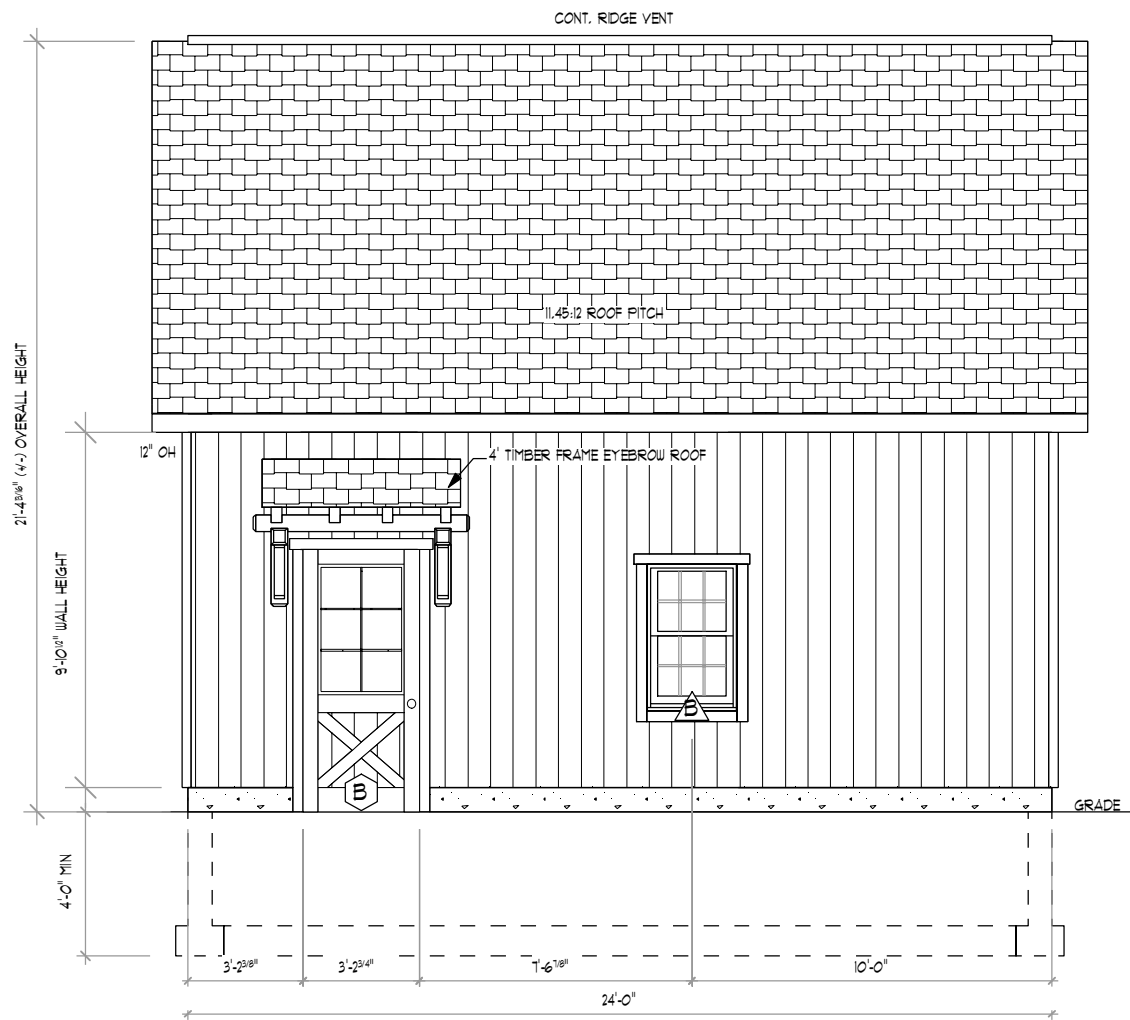 CONT. RIDGE VENT
11.45:12 ROOF PITCH
21'-4 3/16" (+/-) OVERALL HEIGHT
12" OH
4' TIMBER FRAME EYEBROW ROOF
9'-10 1/2" WALL HEIGHT
B
B
GRADE
4'-0" MIN
3'-2 3/8" 3'-2 3/4" 7'-6 7/8" 10'-0"
24'-0"